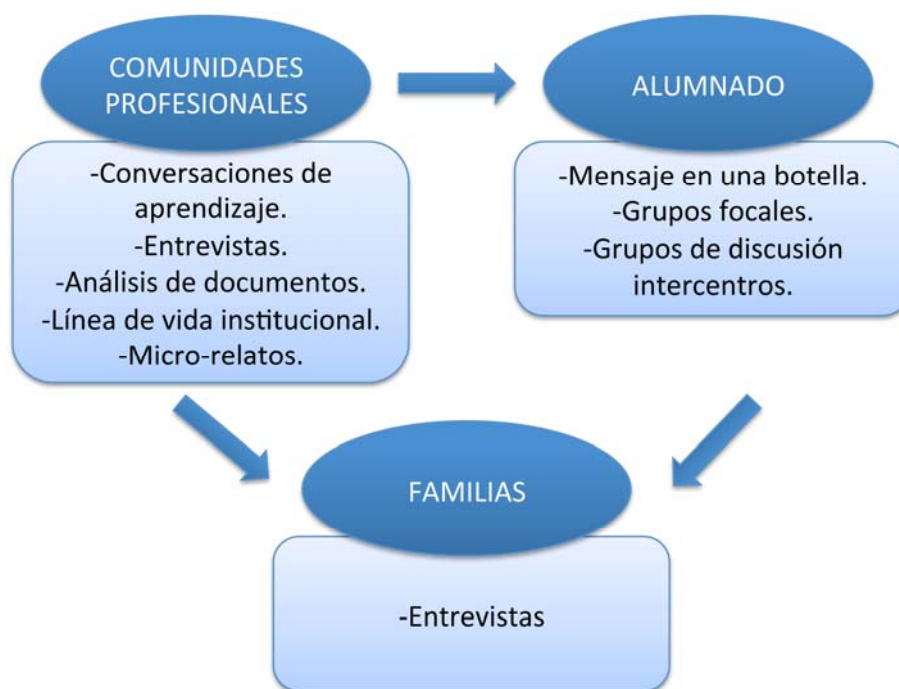 COMUNIDADES
PROFESIONALES
-Conversaciones de
aprendizaje.
-Entrevistas.
-Análisis de documentos.
-Línea de vida institucional.
-Micro-relatos.
ALUMNADO
-Mensaje en una botella.
-Grupos focales.
-Grupos de discusión
intercentros.
FAMILIAS
-Entrevistas